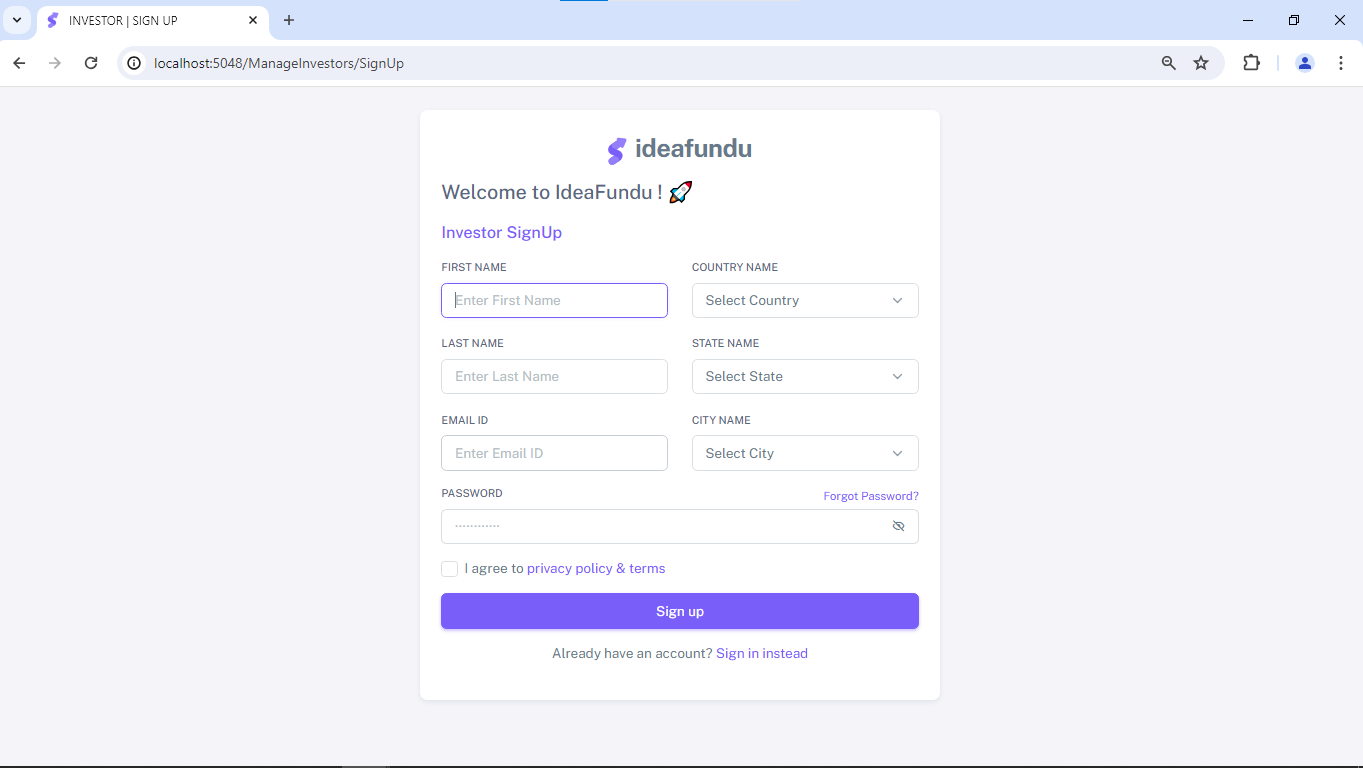 INVESTOR | SIGN UP
localhost:5048/ManageInvestors/SignUp
ideafundu
Welcome to IdeaFundu ! 🚀
Investor SignUp
FIRST NAME
Enter First Name
COUNTRY NAME
Select Country
LAST NAME
Enter Last Name
STATE NAME
Select State
EMAIL ID
Enter Email ID
CITY NAME
Select City
PASSWORD
Forgot Password?
············
I agree to privacy policy & terms
Sign up
Already have an account? Sign in instead